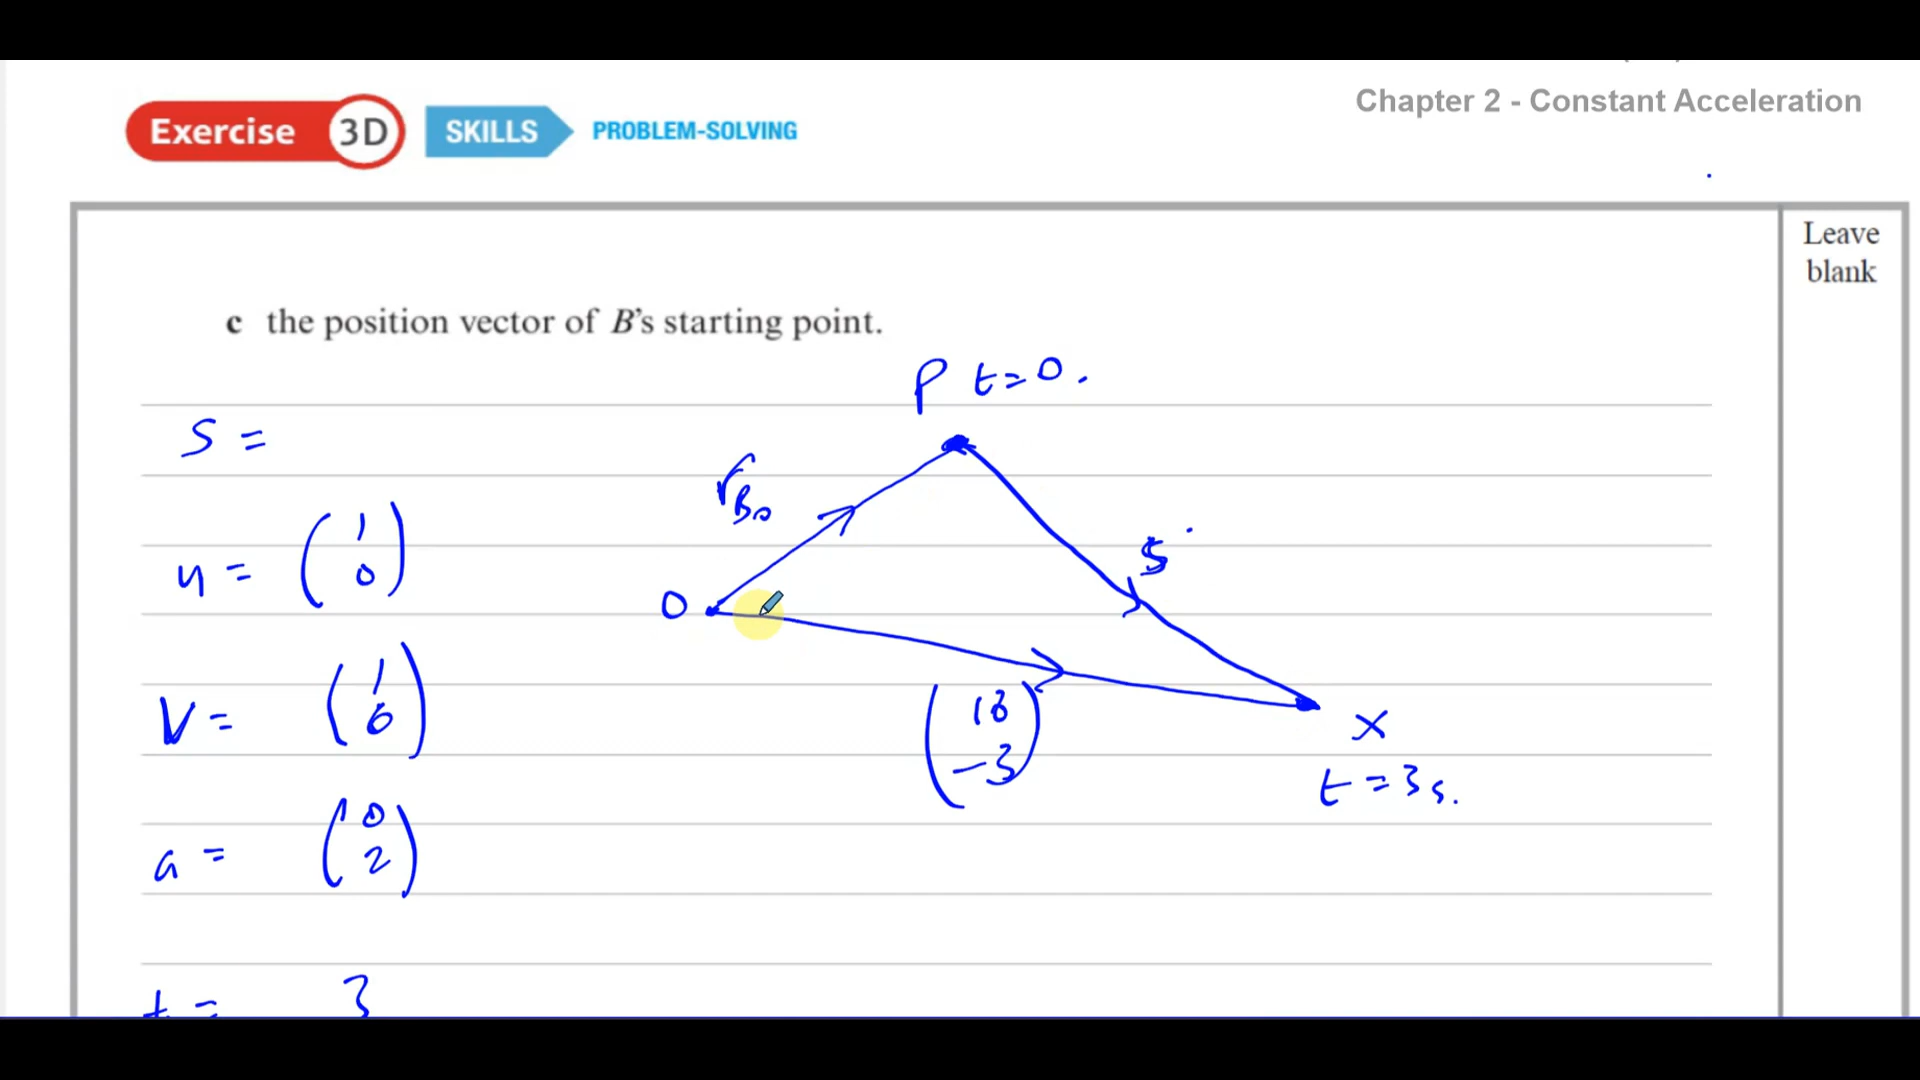 Chapter 2 - Constant Acceleration
Exercise 3D SKILLS PROBLEM-SOLVING
Leave
blank
c the position vector of B's starting point.
P t=0.
S =
r_B0
S
u = (1 0)
O
V = (1 6)
(18 -3)
X
t = 3s.
a = (0 2)
t = 3